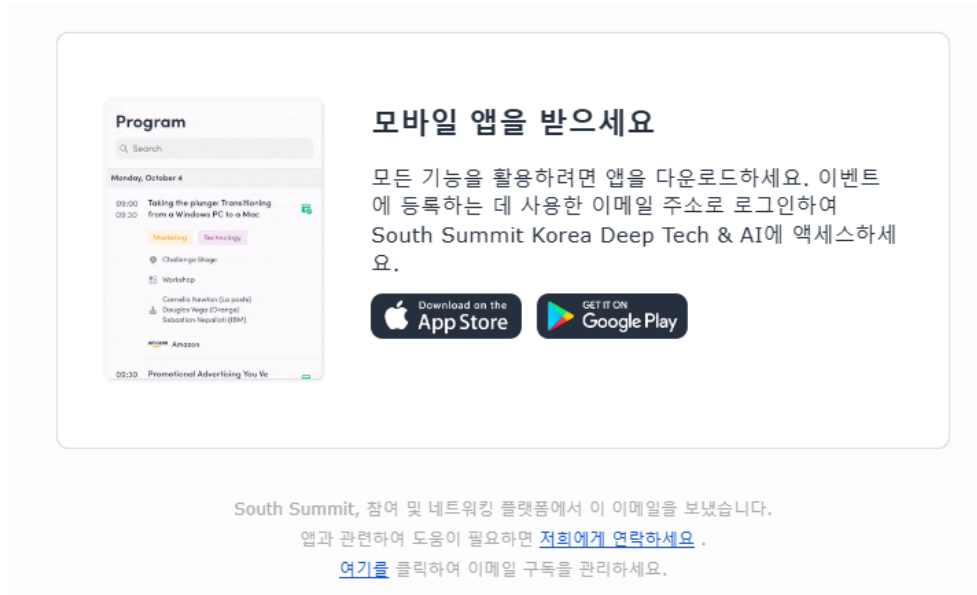 Program
Search
Monday, October 4
09:00 Taking the plunge: Transitioning
09:30 from a Windows PC to a Mac
Marketing Technology
Challenge Stage
Workshop
Cornelia Newton (La poste)
Douglas Vega (Orange)
Sebastian Nepalloti (IBM)
amazon Amazon
09:30 Promotional Advertising You Ve
모바일 앱을 받으세요
모든 기능을 활용하려면 앱을 다운로드하세요. 이벤트
에 등록하는 데 사용한 이메일 주소로 로그인하여
South Summit Korea Deep Tech & AI에 액세스하세
요.
Download on the
App Store
GET IT ON
Google Play
South Summit, 참여 및 네트워킹 플랫폼에서 이 이메일을 보냈습니다.
앱과 관련하여 도움이 필요하면 저희에게 연락하세요 .
여기를 클릭하여 이메일 구독을 관리하세요.